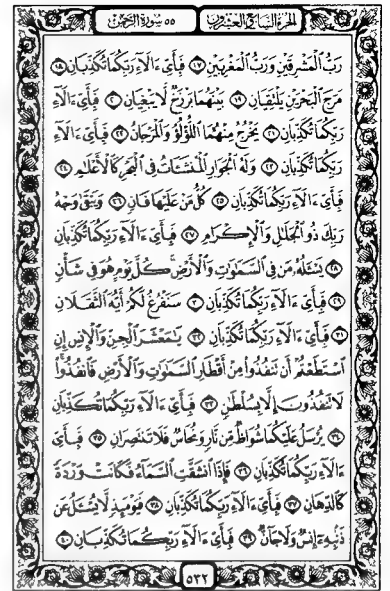 الجزء السابع والعشرون
٥٥ سورة الرحمن
رَبُّ الْمَشْرِقَيْنِ وَرَبُّ الْمَغْرِبَيْنِ ١٧ فَبِأَيِّ ءَالَآءِ رَبِّكُمَا تُكَذِّبَانِ ١٨
مَرَجَ الْبَحْرَيْنِ يَلْتَقِيَانِ ١٩ بَيْنَهُمَا بَرْزَخٌ لَّا يَبْغِيَانِ ٢٠ فَبِأَيِّ ءَالَآءِ
رَبِّكُمَا تُكَذِّبَانِ ٢١ يَخْرُجُ مِنْهُمَا اللُّؤْلُؤُ وَالْمَرْجَانُ ٢٢ فَبِأَيِّ ءَالَآءِ
رَبِّكُمَا تُكَذِّبَانِ ٢٣ وَلَهُ الْجَوَارِ الْمُنشَئَاتُ فِي الْبَحْرِ كَالْأَعْلَٰمِ ٢٤
فَبِأَيِّ ءَالَآءِ رَبِّكُمَا تُكَذِّبَانِ ٢٥ كُلُّ مَنْ عَلَيْهَا فَانٍ ٢٦ وَيَبْقَىٰ وَجْهُ
رَبِّكَ ذُو الْجَلَٰلِ وَالْإِكْرَامِ ٢٧ فَبِأَيِّ ءَالَآءِ رَبِّكُمَا تُكَذِّبَانِ
٢٨ يَسْـَٔلُهُ مَن فِي السَّمَٰوَٰتِ وَالْأَرْضِ ۚ كُلَّ يَوْمٍ هُوَ فِي شَأْنٍ
٢٩ فَبِأَيِّ ءَالَآءِ رَبِّكُمَا تُكَذِّبَانِ ٣٠ سَنَفْرُغُ لَكُمْ أَيُّهَ الثَّقَلَانِ
٣١ فَبِأَيِّ ءَالَآءِ رَبِّكُمَا تُكَذِّبَانِ ٣٢ يَٰمَعْشَرَ الْجِنِّ وَالْإِنسِ إِنِ
اسْتَطَعْتُمْ أَن تَنفُذُوا مِنْ أَقْطَارِ السَّمَٰوَٰتِ وَالْأَرْضِ فَانفُذُوا ۚ
لَا تَنفُذُونَ إِلَّا بِسُلْطَٰنٍ ٣٣ فَبِأَيِّ ءَالَآءِ رَبِّكُمَا تُكَذِّبَانِ
٣٤ يُرْسَلُ عَلَيْكُمَا شُوَاظٌ مِّن نَّارٍ وَنُحَاسٌ فَلَا تَنتَصِرَانِ ٣٥ فَبِأَيِّ
ءَالَآءِ رَبِّكُمَا تُكَذِّبَانِ ٣٦ فَإِذَا انشَقَّتِ السَّمَآءُ فَكَانَتْ وَرْدَةً
كَالدِّهَانِ ٣٧ فَبِأَيِّ ءَالَآءِ رَبِّكُمَا تُكَذِّبَانِ ٣٨ فَيَوْمَئِذٍ لَّا يُسْـَٔلُ عَن
ذَنۢبِهِ إِنسٌ وَلَا جَآنٌّ ٣٩ فَبِأَيِّ ءَالَآءِ رَبِّكُمَا تُكَذِّبَانِ ٤٠
٥٣٢